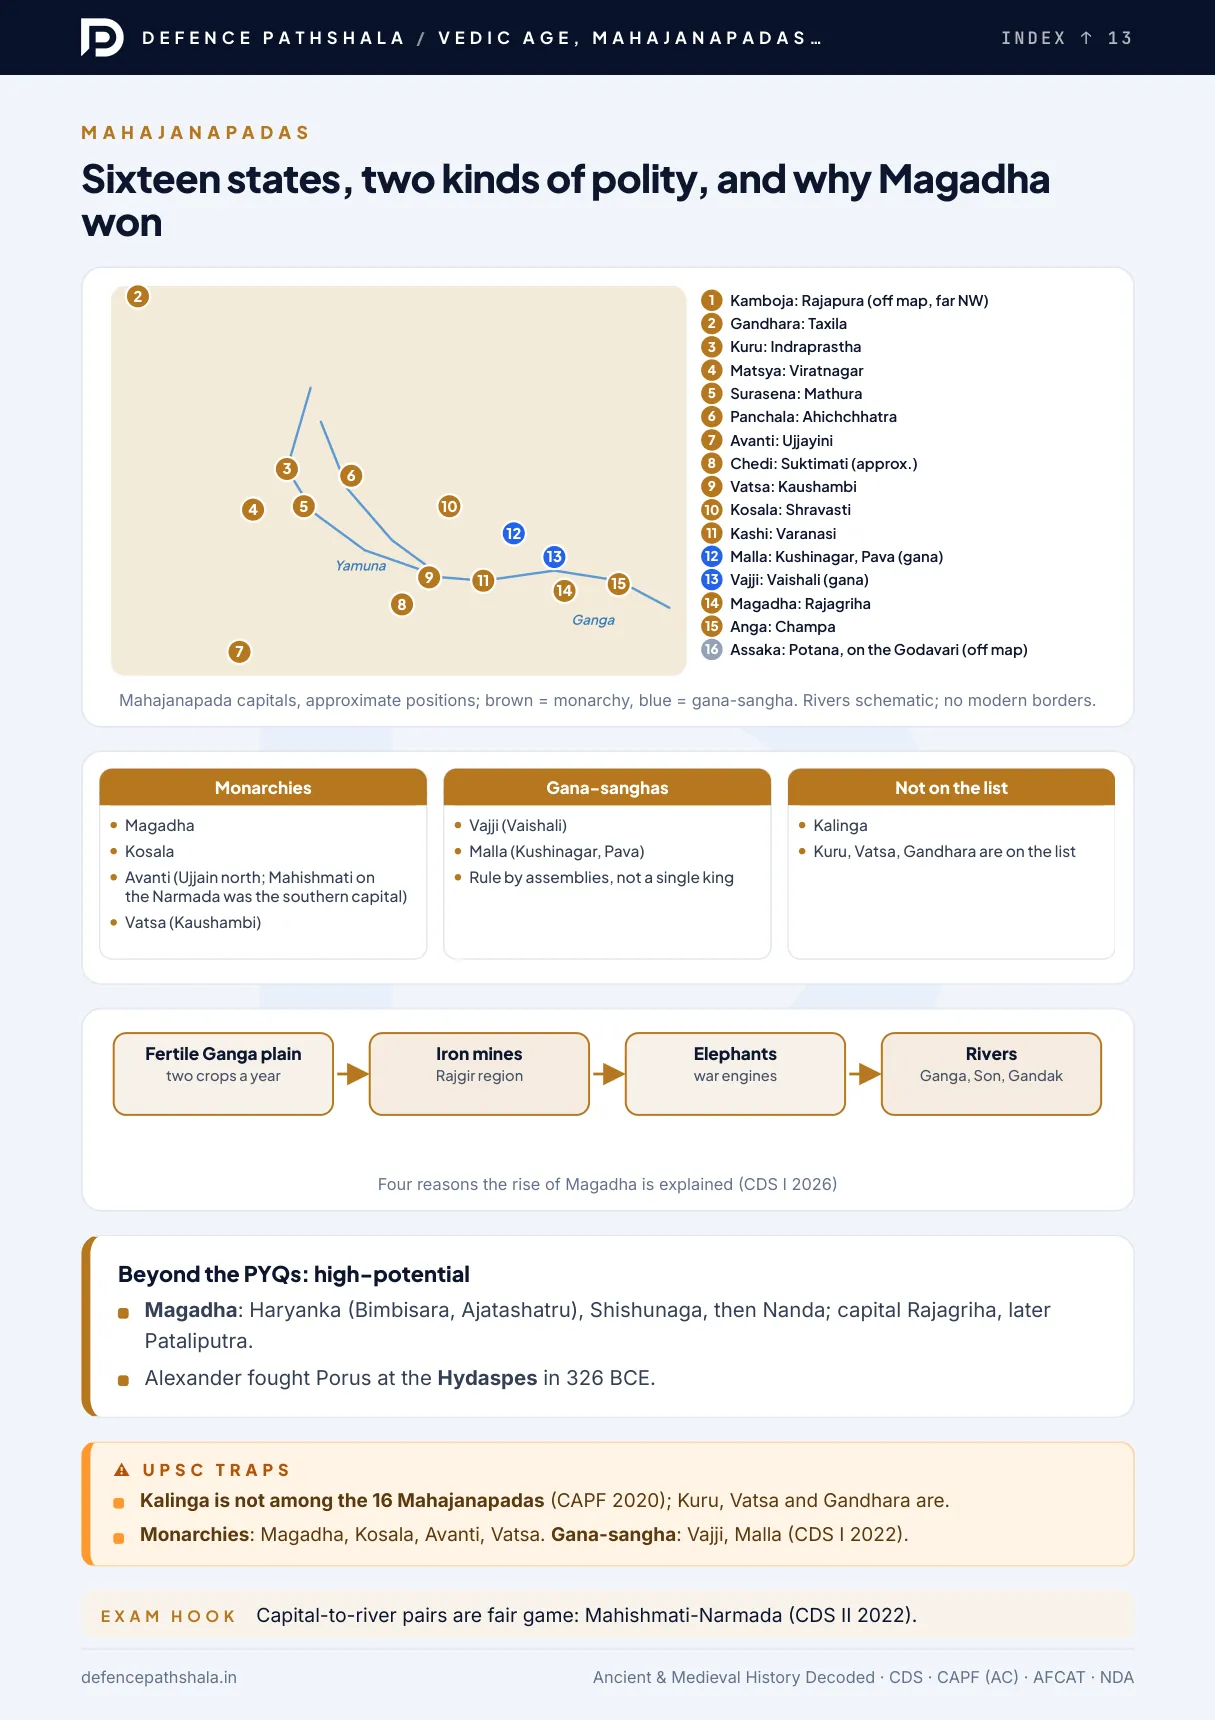 DEFENCE PATHSHALA / VEDIC AGE, MAHAJANAPADAS…
INDEX ↑ 13
MAHAJANAPADAS
Sixteen states, two kinds of polity, and why Magadha
won
2
3
6
4
5
10
12
13
Yamuna
9
11
14
15
8
Ganga
7
1 Kamboja: Rajapura (off map, far NW)
2 Gandhara: Taxila
3 Kuru: Indraprastha
4 Matsya: Viratnagar
5 Surasena: Mathura
6 Panchala: Ahichchhatra
7 Avanti: Ujjayini
8 Chedi: Suktimati (approx.)
9 Vatsa: Kaushambi
10 Kosala: Shravasti
11 Kashi: Varanasi
12 Malla: Kushinagar, Pava (gana)
13 Vajji: Vaishali (gana)
14 Magadha: Rajagriha
15 Anga: Champa
16 Assaka: Potana, on the Godavari (off map)
Mahajanapada capitals, approximate positions; brown = monarchy, blue = gana-sangha. Rivers schematic; no modern borders.
Monarchies
Magadha
Kosala
Avanti (Ujjain north; Mahishmati on
the Narmada was the southern capital)
Vatsa (Kaushambi)
Gana-sanghas
Vajji (Vaishali)
Malla (Kushinagar, Pava)
Rule by assemblies, not a single king
Not on the list
Kalinga
Kuru, Vatsa, Gandhara are on the list
Fertile Ganga plain
two crops a year
Iron mines
Rajgir region
Elephants
war engines
Rivers
Ganga, Son, Gandak
Four reasons the rise of Magadha is explained (CDS I 2026)
Beyond the PYQs: high-potential
Magadha: Haryanka (Bimbisara, Ajatashatru), Shishunaga, then Nanda; capital Rajagriha, later
Pataliputra.
Alexander fought Porus at the Hydaspes in 326 BCE.
⚠ UPSC TRAPS
Kalinga is not among the 16 Mahajanapadas (CAPF 2020); Kuru, Vatsa and Gandhara are.
Monarchies: Magadha, Kosala, Avanti, Vatsa. Gana-sangha: Vajji, Malla (CDS I 2022).
EXAM HOOK Capital-to-river pairs are fair game: Mahishmati-Narmada (CDS II 2022).
defencepathshala.in
Ancient & Medieval History Decoded · CDS · CAPF (AC) · AFCAT · NDA